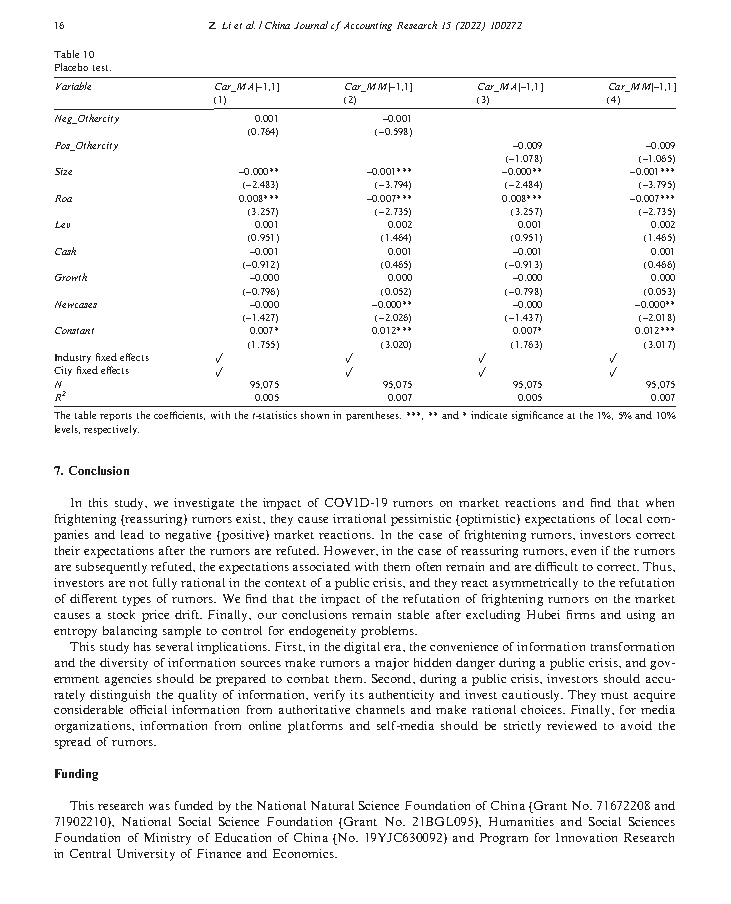 16
Z. Li et al. / China Journal of Accounting Research 15 (2022) 100272
Table 10
Placebo test.
Variable Car_MA[−1,1] Car_MM[−1,1] Car_MA[−1,1] Car_MM[−1,1]
(1) (2) (3) (4)
Neg_Othercity 0.001 −0.001
(0.764) (−0.598)
Pos_Othercity −0.009 −0.009
(−1.078) (−1.065)
Size −0.000** −0.001*** −0.000** −0.001***
(−2.483) (−3.794) (−2.484) (−3.795)
Roa 0.008*** −0.007*** 0.008*** −0.007***
(3.257) (−2.735) (3.257) (−2.735)
Lev 0.001 0.002 0.001 0.002
(0.951) (1.464) (0.951) (1.465)
Cash −0.001 0.001 −0.001 0.001
(−0.912) (0.465) (−0.913) (0.466)
Growth −0.000 0.000 −0.000 0.000
(−0.796) (0.052) (−0.798) (0.053)
Newcases −0.000 −0.000** −0.000 −0.000**
(−1.427) (−2.026) (−1.437) (−2.018)
Constant 0.007* 0.012*** 0.007* 0.012***
(1.755) (3.020) (1.763) (3.017)
Industry fixed effects ✓ ✓ ✓ ✓
City fixed effects ✓ ✓ ✓ ✓
N 95,075 95,075 95,075 95,075
R² 0.005 0.007 0.005 0.007
The table reports the coefficients, with the t-statistics shown in parentheses. ***, ** and * indicate significance at the 1%, 5% and 10%
levels, respectively.
7. Conclusion
In this study, we investigate the impact of COVID-19 rumors on market reactions and find that when
frightening (reassuring) rumors exist, they cause irrational pessimistic (optimistic) expectations of local com-
panies and lead to negative (positive) market reactions. In the case of frightening rumors, investors correct
their expectations after the rumors are refuted. However, in the case of reassuring rumors, even if the rumors
are subsequently refuted, the expectations associated with them often remain and are difficult to correct. Thus,
investors are not fully rational in the context of a public crisis, and they react asymmetrically to the refutation
of different types of rumors. We find that the impact of the refutation of frightening rumors on the market
causes a stock price drift. Finally, our conclusions remain stable after excluding Hubei firms and using an
entropy balancing sample to control for endogeneity problems.
This study has several implications. First, in the digital era, the convenience of information transformation
and the diversity of information sources make rumors a major hidden danger during a public crisis, and gov-
ernment agencies should be prepared to combat them. Second, during a public crisis, investors should accu-
rately distinguish the quality of information, verify its authenticity and invest cautiously. They must acquire
considerable official information from authoritative channels and make rational choices. Finally, for media
organizations, information from online platforms and self-media should be strictly reviewed to avoid the
spread of rumors.
Funding
This research was funded by the National Natural Science Foundation of China (Grant No. 71672208 and
71902210), National Social Science Foundation (Grant No. 21BGL095), Humanities and Social Sciences
Foundation of Ministry of Education of China (No. 19YJC630092) and Program for Innovation Research
in Central University of Finance and Economics.